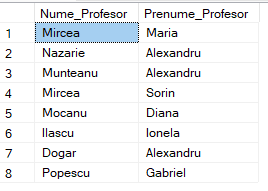 Nume_Profesor Prenume_Profesor
1 Mircea Maria
2 Nazarie Alexandru
3 Munteanu Alexandru
4 Mircea Sorin
5 Mocanu Diana
6 Ilascu Ionela
7 Dogar Alexandru
8 Popescu Gabriel